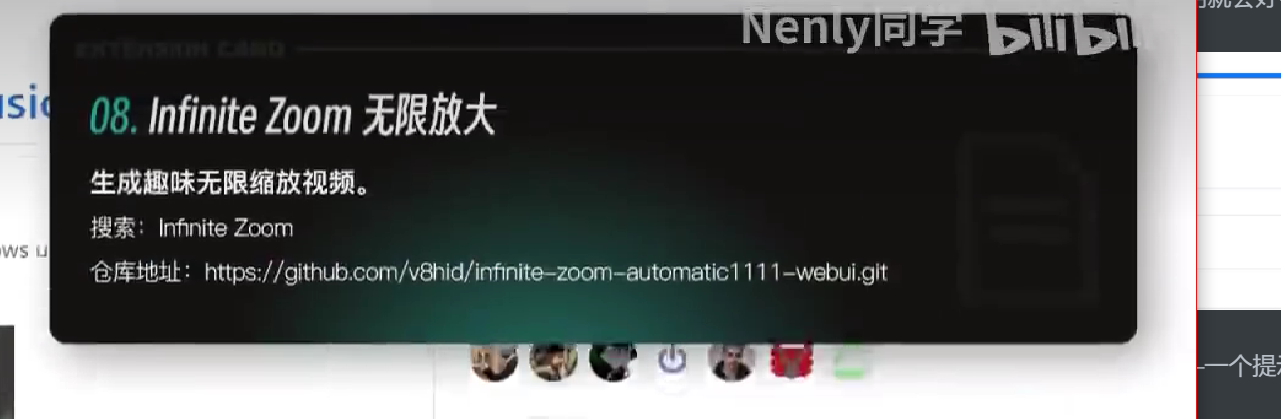 Nenly同学 bilibili
EXTENSION CARD
08. Infinite Zoom 无限放大
生成趣味无限缩放视频。
搜索：Infinite Zoom
ows u
仓库地址：https://github.com/v8hid/infinite-zoom-automatic1111-webui.git
一个提示